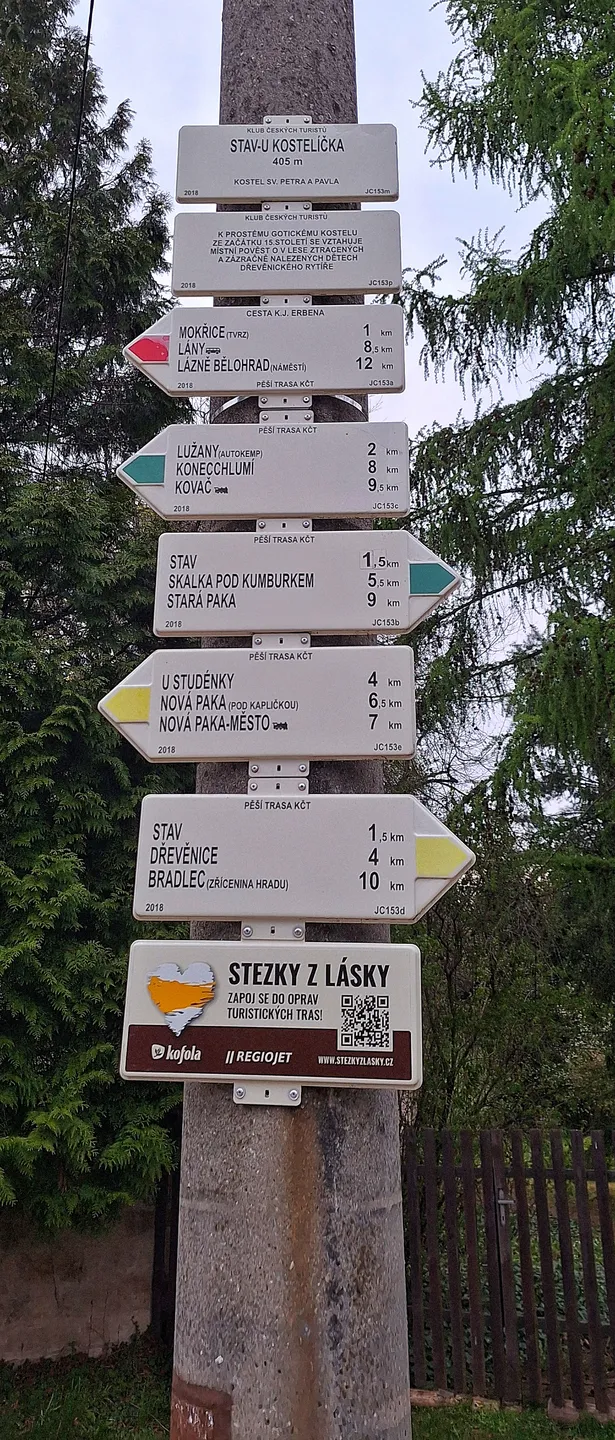 KLUB ČESKÝCH TURISTŮ
STAV-U KOSTELÍČKA
405 m
KOSTEL SV. PETRA A PAVLA
2018 JC153m
KLUB ČESKÝCH TURISTŮ
K PROSTÉMU GOTICKÉMU KOSTELU
ZE ZAČÁTKU 15.STOLETÍ SE VZTAHUJE
MÍSTNÍ POVĚST O V LESE ZTRACENÝCH
A ZÁZRAČNĚ NALEZENÝCH DĚTECH
DŘEVĚNICKÉHO RYTÍŘE
2018 JC153p
CESTA K.J. ERBENA
MOKŘICE (TVRZ) 1 km
LÁNY 8,5 km
LÁZNĚ BĚLOHRAD (NÁMĚSTÍ) 12 km
2018 PĚŠÍ TRASA KČT JC153a
PĚŠÍ TRASA KČT
LUŽANY (AUTOKEMP) 2 km
KONECCHLUMÍ 8 km
KOVAČ 9,5 km
2018 JC153c
PĚŠÍ TRASA KČT
STAV 1,5 km
SKALKA POD KUMBURKEM 5,5 km
STARÁ PAKA 9 km
2018 JC153b
PĚŠÍ TRASA KČT
U STUDÉNKY 4 km
NOVÁ PAKA (POD KAPLIČKOU) 6,5 km
NOVÁ PAKA-MĚSTO 7 km
2018 JC153e
PĚŠÍ TRASA KČT
STAV 1,5 km
DŘEVĚNICE 4 km
BRADLEC (ZŘÍCENINA HRADU) 10 km
2018 JC153d
STEZKY Z LÁSKY
ZAPOJ SE DO OPRAV
TURISTICKÝCH TRAS!
kofola REGIOJET WWW.STEZKYZLASKY.CZ